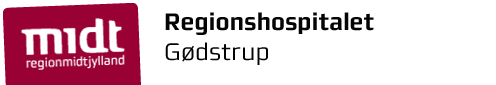 midt
regionmidtjylland
Regionshospitalet
Gødstrup